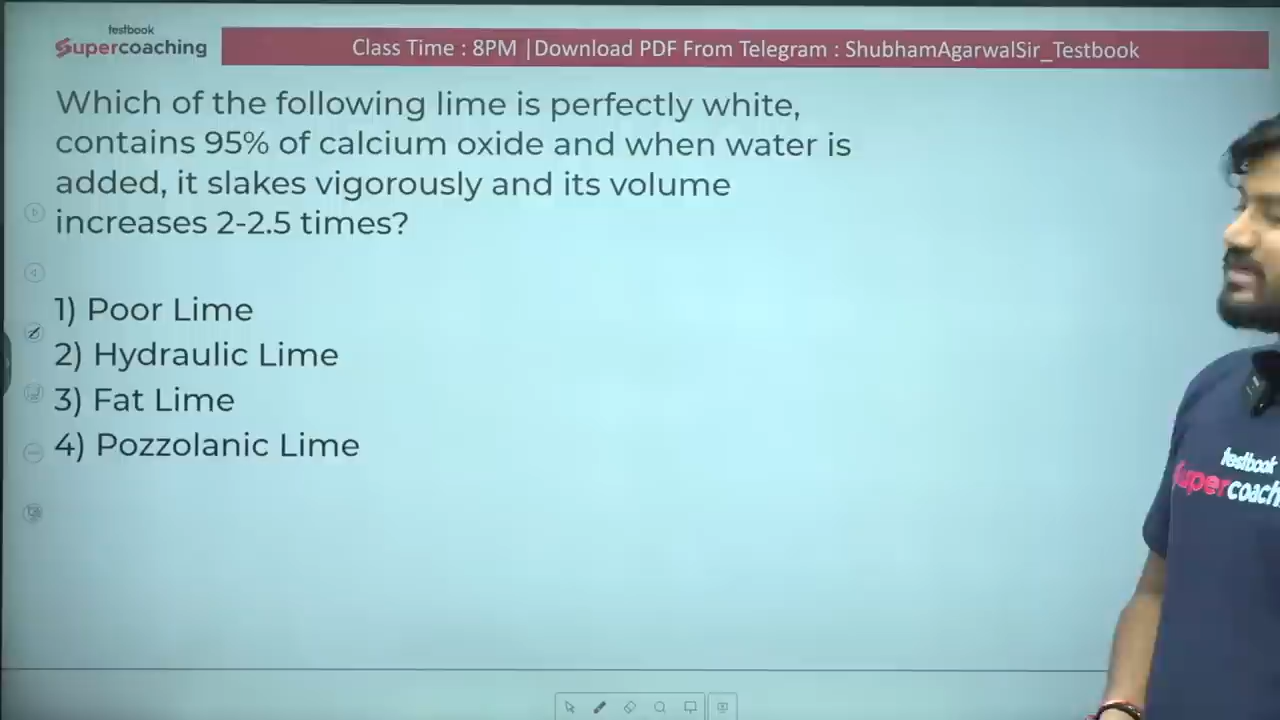 testbook
Supercoaching
Class Time : 8PM |Download PDF From Telegram : ShubhamAgarwalSir_Testbook
Which of the following lime is perfectly white,
contains 95% of calcium oxide and when water is
added, it slakes vigorously and its volume
increases 2-2.5 times?
1) Poor Lime
2) Hydraulic Lime
3) Fat Lime
4) Pozzolanic Lime
testbook
Supercoach